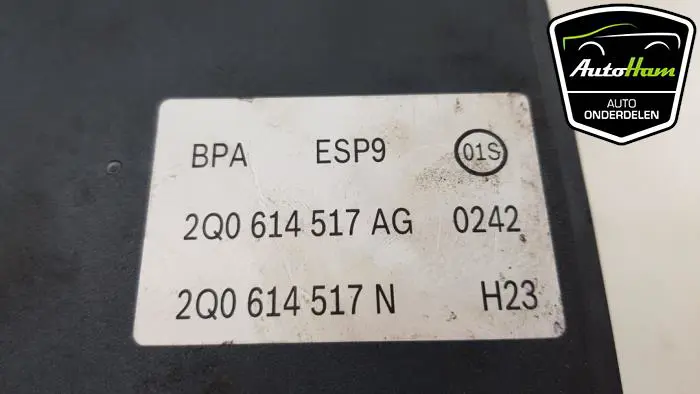 BPA ESP9 01S
2Q0 614 517 AG 0242
2Q0 614 517 N H23
AutoHam
AUTO
ONDERDELEN